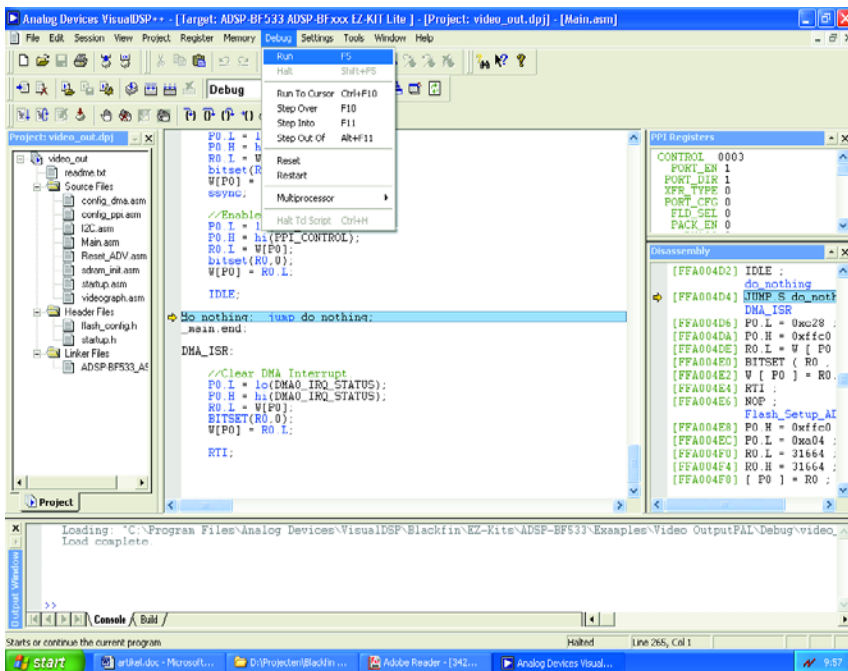 Analog Devices VisualDSP++ - [Target: ADSP-BF533 ADSP-BFxxx EZ-KIT Lite ] - [Project: video_out.dpj] - [Main.asm]
File Edit Session View Project Register Memory Debug Settings Tools Window Help
Debug
Run F5
Halt Shift+F5
Run To Cursor Ctrl+F10
Step Over F10
Step Into F11
Step Out Of Alt+F11
Reset
Restart
Multiprocessor
Halt Tcl Script Ctrl+H
Project: video_out.dpj
video_out
readme.txt
Source Files
config_dma.asm
config_ppi.asm
I2C.asm
Main.asm
Reset_ADV.asm
sdram_init.asm
startup.asm
videograph.asm
Header Files
flash_config.h
startup.h
Linker Files
ADSP-BF533_AS
Project
P0.L = l
P0.H = h
R0.L = W
bitset(R
W[P0] =
ssync;
//Enable
P0.L = l
P0.H = hi(PPI_CONTROL);
R0.L = W[P0];
bitset(R0,0);
W[P0] = R0.L;
IDLE;
do_nothing: jump do_nothing;
_main.end:
DMA_ISR:
//Clear DMA Interrupt
P0.L = lo(DMA0_IRQ_STATUS);
P0.H = hi(DMA0_IRQ_STATUS);
R0.L = W[P0];
BITSET(R0,0);
W[P0] = R0.L;
RTI;
PPI Registers
CONTROL 0003
PORT_EN 1
PORT_DIR 1
XFR_TYPE 0
PORT_CFG 0
FLD_SEL 0
PACK_EN 0
Disassembly
[FFA004D2] IDLE ;
do_nothing
[FFA004D4] JUMP.S do_noth
DMA_ISR
[FFA004D6] P0.L = 0xc28 ;
[FFA004DA] P0.H = 0xffc0
[FFA004DE] R0.L = W [ P0
[FFA004E0] BITSET ( R0 ,
[FFA004E2] W [ P0 ] = R0.
[FFA004E4] RTI ;
[FFA004E6] NOP ;
Flash_Setup_AI
[FFA004E8] P0.H = 0xffc0
[FFA004EC] P0.L = 0xa04 ;
[FFA004F0] R0.L = 31664 ;
[FFA004F4] R0.H = 31664 ;
[FFA004F0] [ P0 ] = R0 ;
Output Window
Loading: "C:\Program Files\Analog Devices\VisualDSP\Blackfin\EZ-Kits\ADSP-BF533\Examples\Video OutputPAL\Debug\video_
Load complete.
>>
Console Build
Starts or continue the current program
Halted
Line 265, Col 1
start
artikel.doc - Microsoft...
D:\Projecten\Blackfin ...
Adobe Reader - [342...
Analog Devices Visual...
9:57